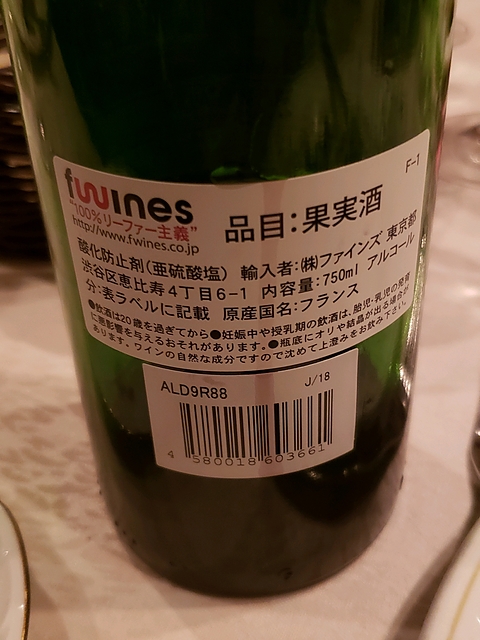 F-1
fwines
"100%リーファー主義"
http://www.fwines.co.jp
品目:果実酒
酸化防止剤(亜硫酸塩) 輸入者:㈱ファインズ 東京都
渋谷区恵比寿4丁目6-1 内容量:750ml アルコール
分:表ラベルに記載 原産国名:フランス
●飲酒は20歳を過ぎてから●妊娠中や授乳期の飲酒は、胎児・乳児の発育
に悪影響を与えるおそれがあります。●瓶底にオリや結晶が出る場合が
あります。ワインの自然な成分ですので沈めて上澄みをお飲み下さい。
ALD9R88 J/18
4 580018 603661